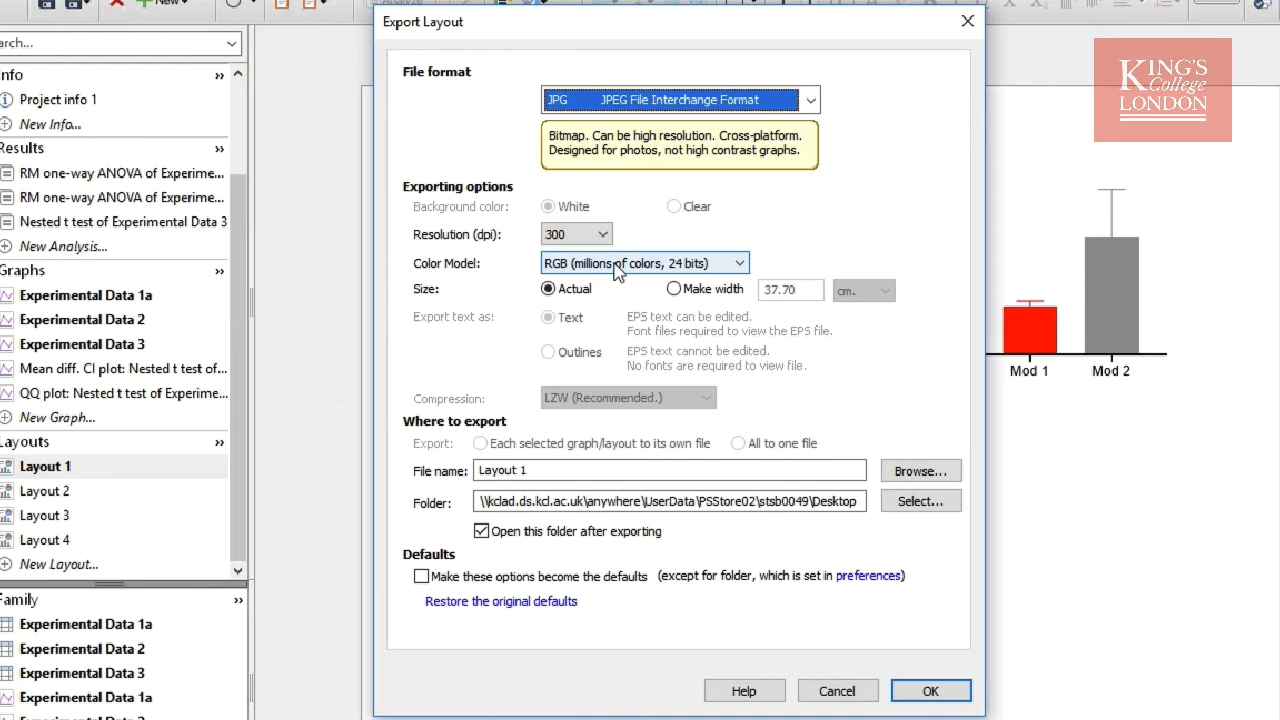 New
Analyze
Export Layout
arch...
KING'S
College
LONDON
nfo
Project info 1
New Info...
Results
RM one-way ANOVA of Experime...
RM one-way ANOVA of Experime...
Nested t test of Experimental Data 3
New Analysis...
Graphs
Experimental Data 1a
Experimental Data 2
Experimental Data 3
Mean diff. CI plot: Nested t test of...
QQ plot: Nested t test of Experime...
New Graph...
Layouts
Layout 1
Layout 2
Layout 3
Layout 4
New Layout...
Family
Experimental Data 1a
Experimental Data 2
Experimental Data 3
Experimental Data 1a
File format
JPG JPEG File Interchange Format
Bitmap. Can be high resolution. Cross-platform.
Designed for photos, not high contrast graphs.
Exporting options
Background color: White Clear
Resolution (dpi): 300
Color Model: RGB (millions of colors, 24 bits)
Size: Actual Make width 37.70 cm.
Export text as: Text EPS text can be edited.
Font files required to view the EPS file.
Outlines EPS text cannot be edited.
No fonts are required to view file.
Compression: LZW (Recommended.)
Where to export
Export: Each selected graph/layout to its own file All to one file
File name: Layout 1 Browse...
Folder: \\kclad.ds.kcl.ac.uk\anywhere\UserData\PSStore02\stsb0049\Desktop Select...
Open this folder after exporting
Defaults
Make these options become the defaults (except for folder, which is set in preferences)
Restore the original defaults
Help Cancel OK
Mod 1 Mod 2